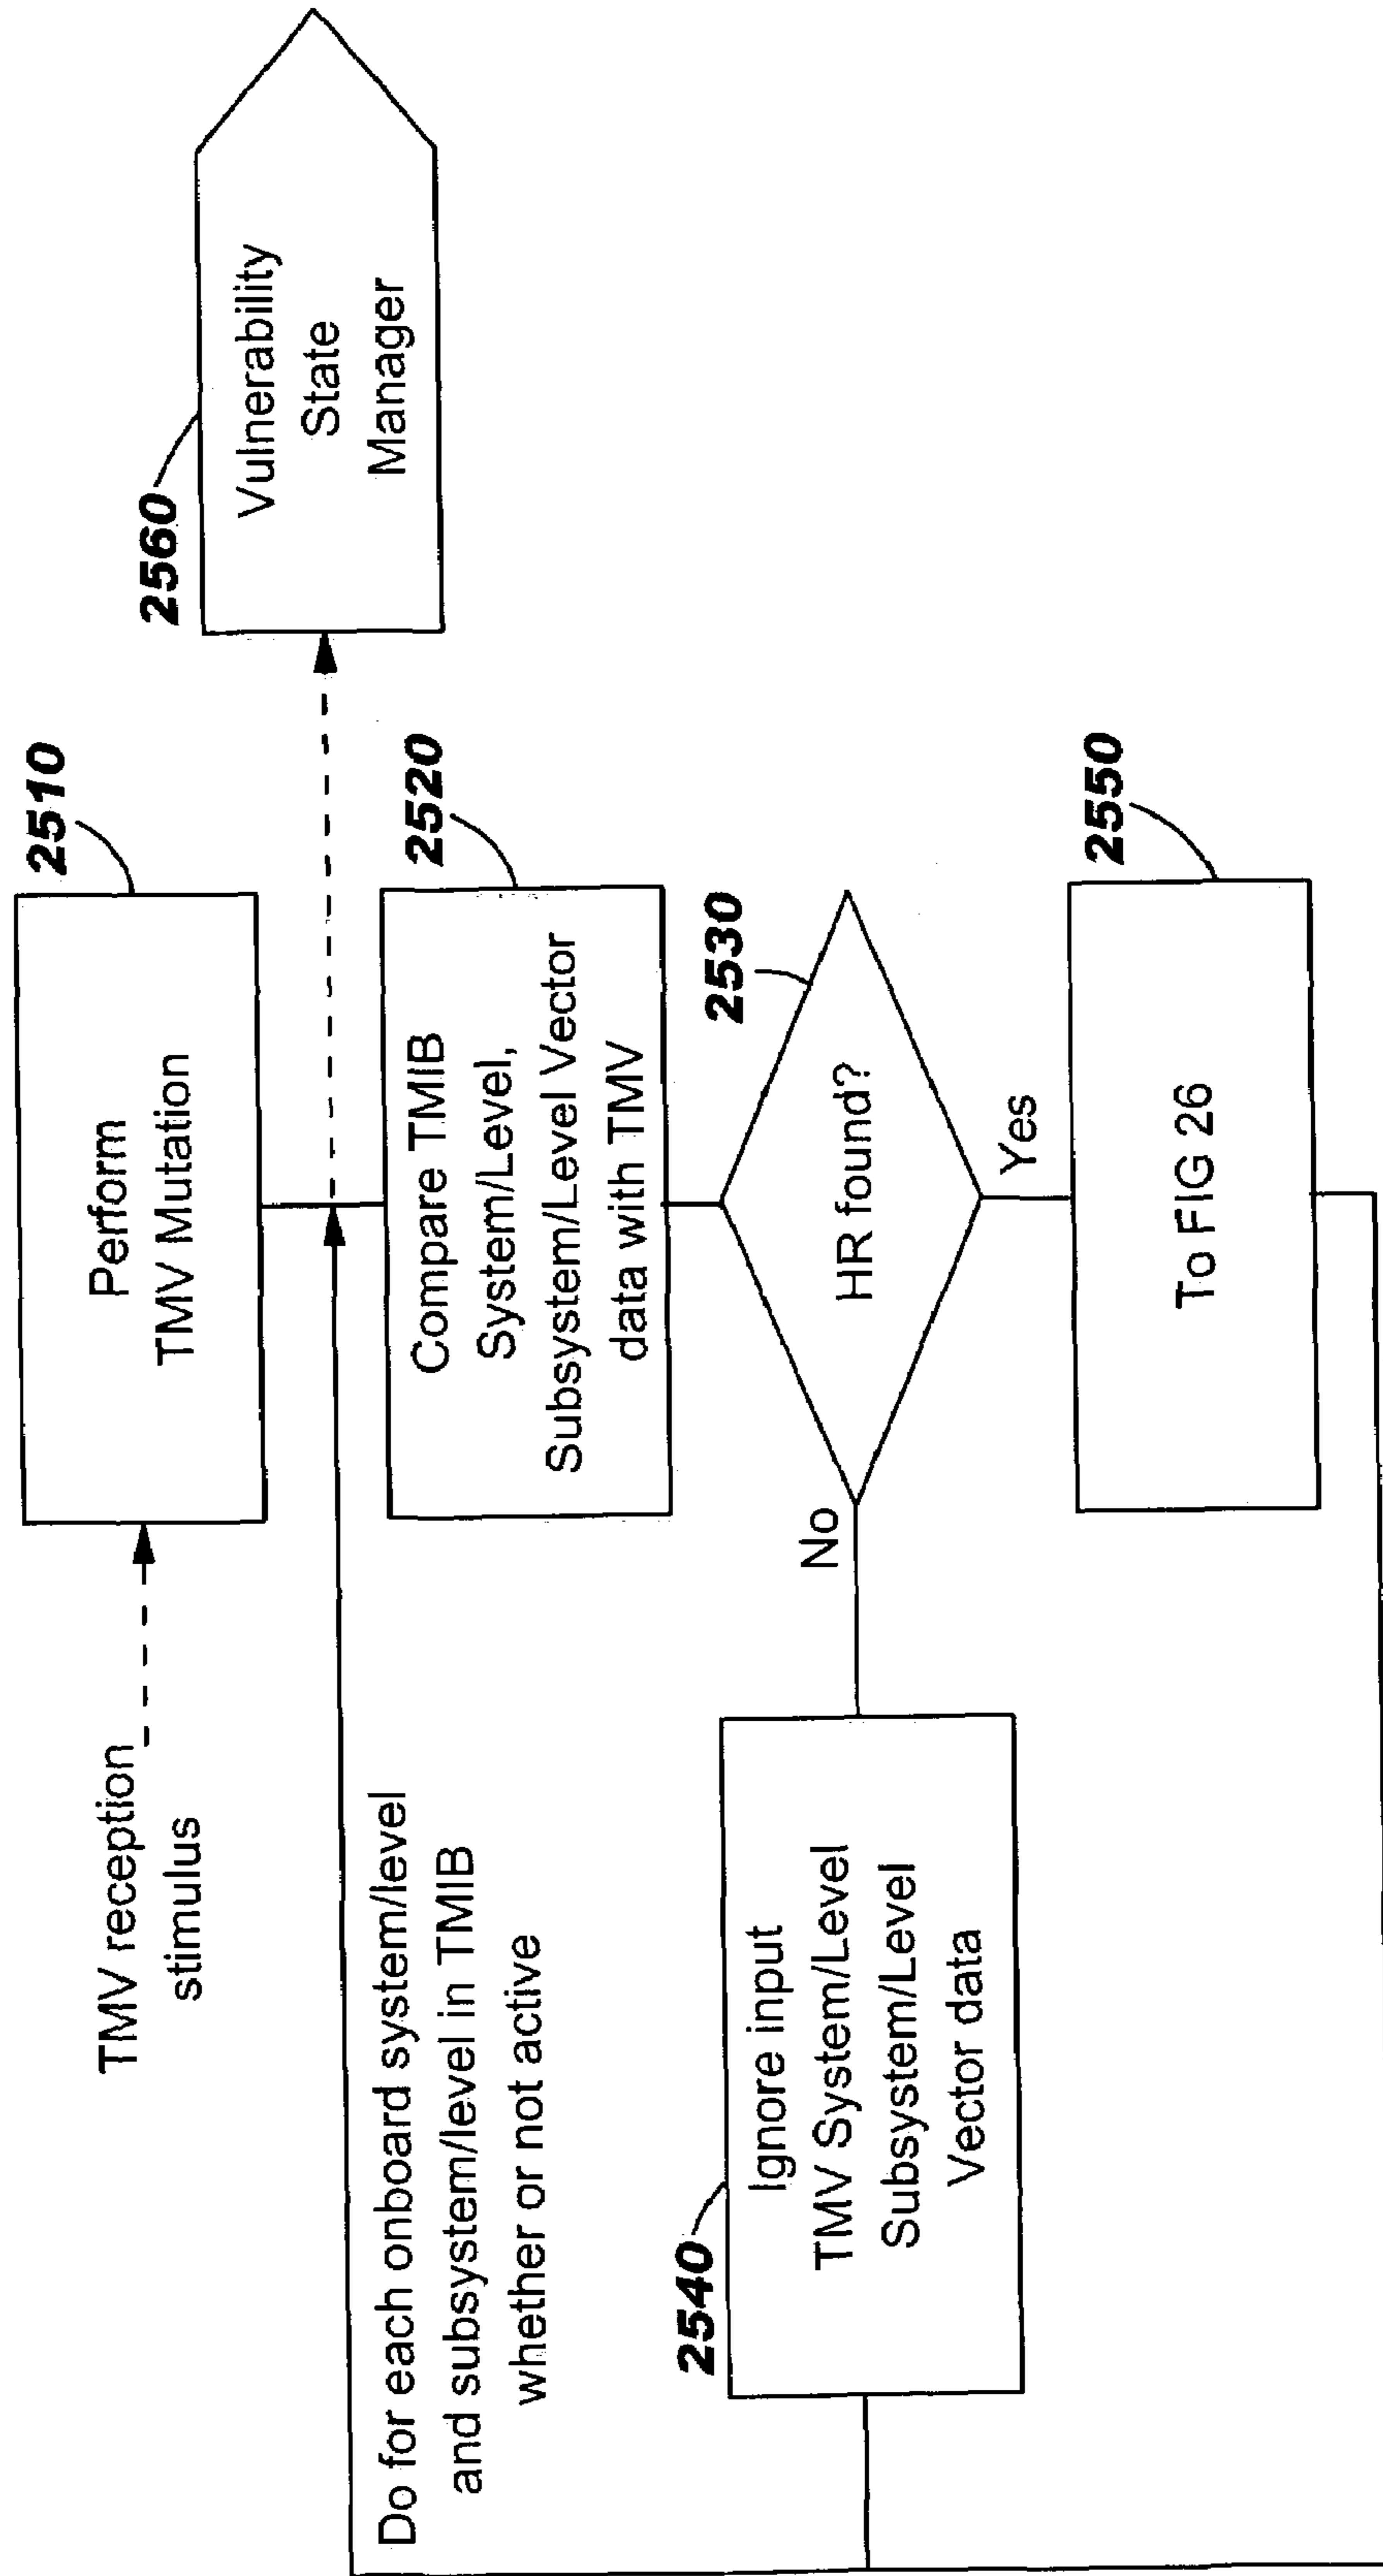 2510
Perform
TMV Mutation
TMV reception
stimulus
2560
Vulnerability
State
Manager
Do for each onboard system/level
and subsystem/level in TMIB
whether or not active
2520
Compare TMIB
System/Level,
Subsystem/Level Vector
data with TMV
2530
HR found?
No
Yes
2540
Ignore input
TMV System/Level
Subsystem/Level
Vector data
2550
To FIG 26